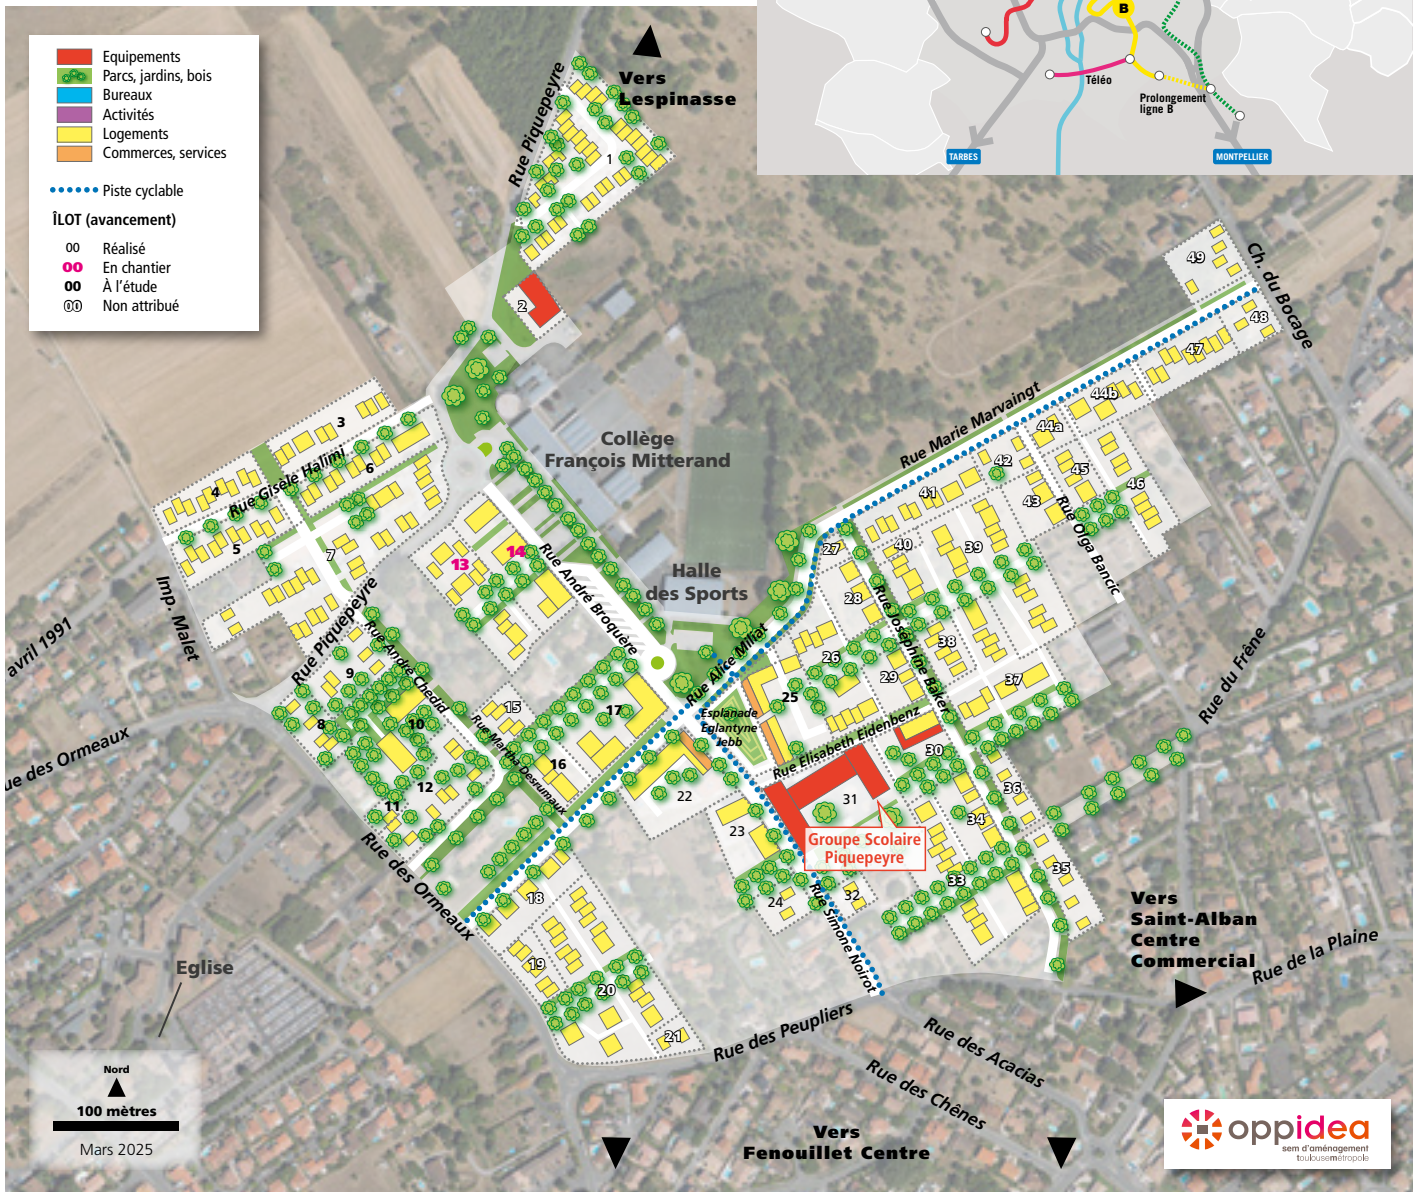 Equipements
Parcs, jardins, bois
Bureaux
Activités
Logements
Commerces, services
Piste cyclable
ÎLOT (avancement)
00 Réalisé
00 En chantier
00 À l'étude
00 Non attribué
B
Téléo
Prolongement
ligne B
TARBES
MONTPELLIER
Vers
Lespinasse
Rue Piquepeyre
1
2
Collège
François Mitterand
Halle
des Sports
3
4
5
6
7
Rue Gisèle Halimi
Imp. Malet
Rue Piquepeyre
avril 1991
ue des Ormeaux
8
9
10
11
12
13
14
15
16
17
Rue André Chedid
Rue Martha Desrumaux
Rue André Broquère
Rue des Ormeaux
Rue Alice Milliat
Esplanade
Eglantyne
Jebb
18
19
20
21
22
23
24
25
26
27
28
29
30
31
32
33
34
35
36
37
38
39
40
41
42
43
44a
44b
45
46
47
48
49
Rue Marie Marvaingt
Ch. du Bocage
Rue Olga Bancic
Rue Joséphine Baker
Rue Elisabeth Eidenbenz
Groupe Scolaire
Piquepeyre
Rue Simone Noirot
Rue du Frêne
Vers
Saint-Alban
Centre
Commercial
Rue de la Plaine
Rue des Peupliers
Rue des Acacias
Rue des Chênes
Eglise
Vers
Fenouillet Centre
Nord
100 mètres
Mars 2025
oppidea
sem d'aménagement
toulousemétropole